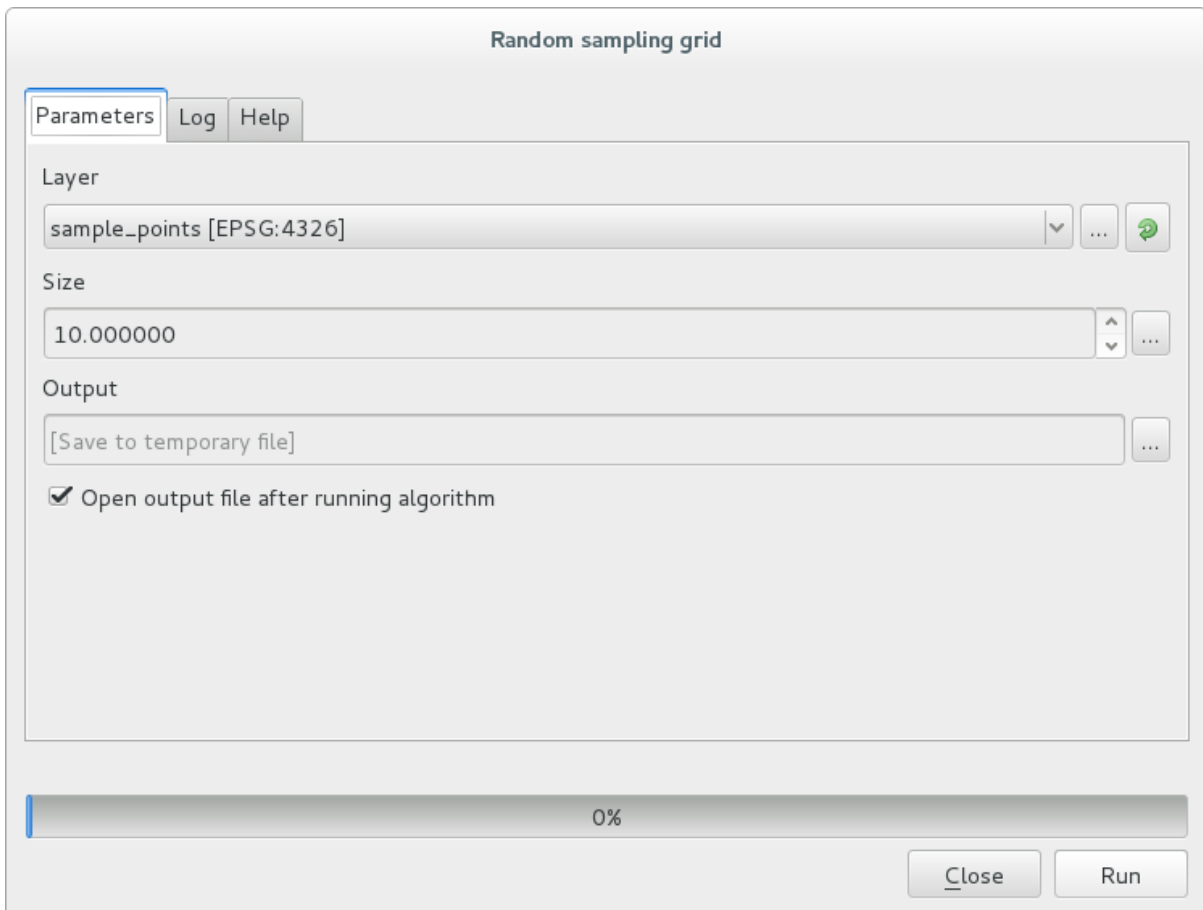 Random sampling grid
Parameters Log Help
Layer
sample_points [EPSG:4326]
...
Size
10.000000
...
Output
[Save to temporary file]
...
Open output file after running algorithm
0%
Close Run